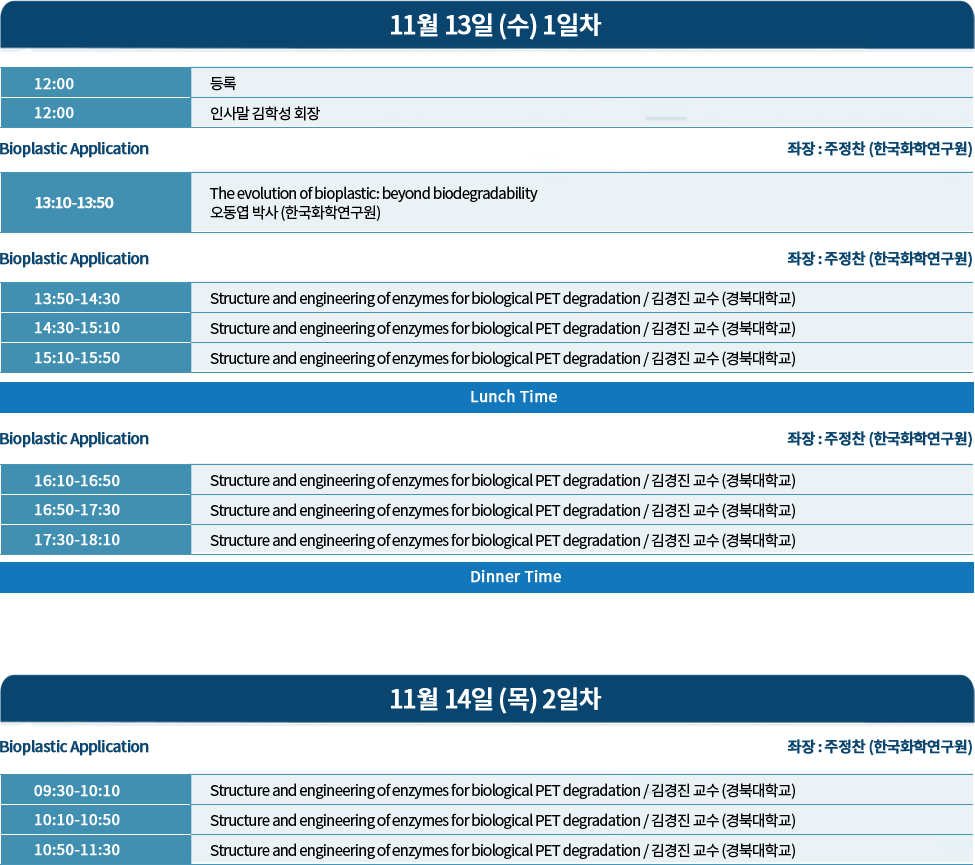 11월 13일 (수) 1일차
12:00 등록
12:00 인사말 김학성 회장
Bioplastic Application 좌장 : 주정찬 (한국화학연구원)
13:10-13:50 The evolution of bioplastic: beyond biodegradability
오동엽 박사 (한국화학연구원)
Bioplastic Application 좌장 : 주정찬 (한국화학연구원)
13:50-14:30 Structure and engineering of enzymes for biological PET degradation / 김경진 교수 (경북대학교)
14:30-15:10 Structure and engineering of enzymes for biological PET degradation / 김경진 교수 (경북대학교)
15:10-15:50 Structure and engineering of enzymes for biological PET degradation / 김경진 교수 (경북대학교)
Lunch Time
Bioplastic Application 좌장 : 주정찬 (한국화학연구원)
16:10-16:50 Structure and engineering of enzymes for biological PET degradation / 김경진 교수 (경북대학교)
16:50-17:30 Structure and engineering of enzymes for biological PET degradation / 김경진 교수 (경북대학교)
17:30-18:10 Structure and engineering of enzymes for biological PET degradation / 김경진 교수 (경북대학교)
Dinner Time
11월 14일 (목) 2일차
Bioplastic Application 좌장 : 주정찬 (한국화학연구원)
09:30-10:10 Structure and engineering of enzymes for biological PET degradation / 김경진 교수 (경북대학교)
10:10-10:50 Structure and engineering of enzymes for biological PET degradation / 김경진 교수 (경북대학교)
10:50-11:30 Structure and engineering of enzymes for biological PET degradation / 김경진 교수 (경북대학교)